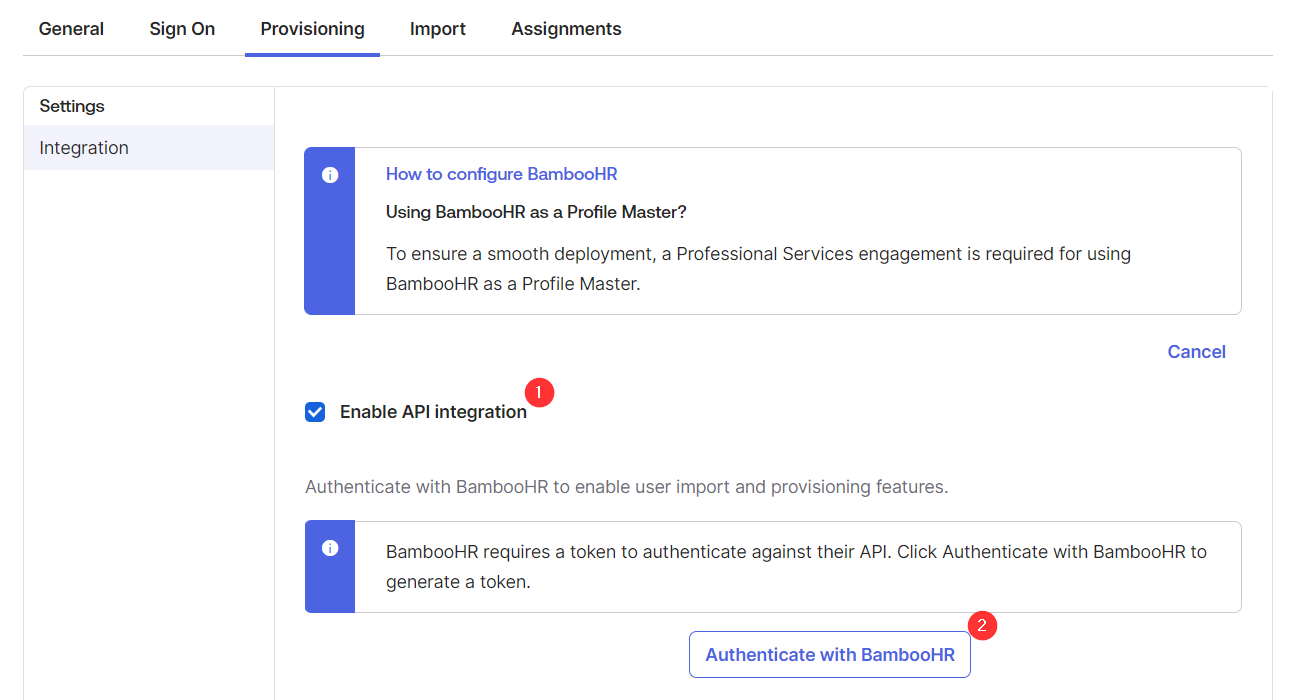 General Sign On Provisioning Import Assignments
Settings
Integration
How to configure BambooHR
Using BambooHR as a Profile Master?
To ensure a smooth deployment, a Professional Services engagement is required for using
BambooHR as a Profile Master.
Cancel
1
Enable API integration
Authenticate with BambooHR to enable user import and provisioning features.
BambooHR requires a token to authenticate against their API. Click Authenticate with BambooHR to
generate a token.
2
Authenticate with BambooHR